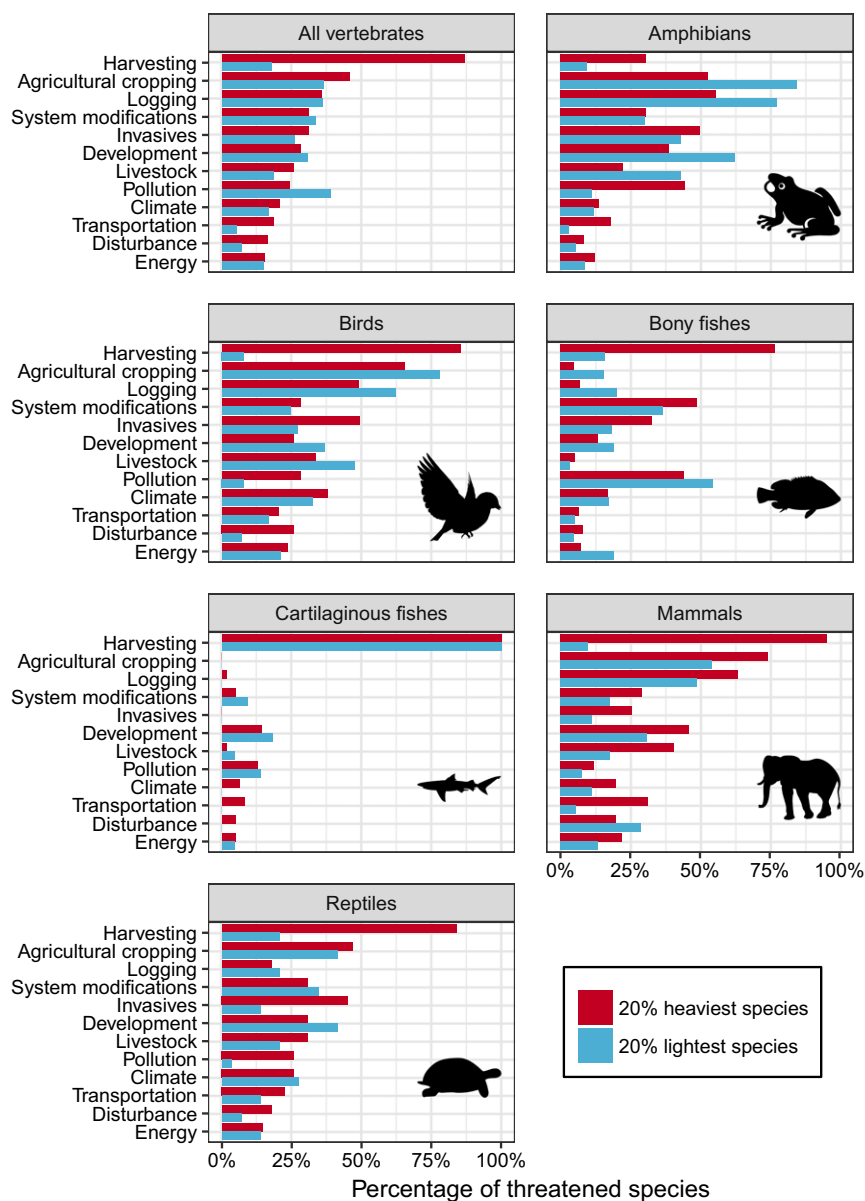 All vertebrates
Harvesting
Agricultural cropping
Logging
System modifications
Invasives
Development
Livestock
Pollution
Climate
Transportation
Disturbance
Energy
Amphibians
Birds
Harvesting
Agricultural cropping
Logging
System modifications
Invasives
Development
Livestock
Pollution
Climate
Transportation
Disturbance
Energy
Bony fishes
Cartilaginous fishes
Harvesting
Agricultural cropping
Logging
System modifications
Invasives
Development
Livestock
Pollution
Climate
Transportation
Disturbance
Energy
Mammals
0% 25% 50% 75% 100%
Reptiles
Harvesting
Agricultural cropping
Logging
System modifications
Invasives
Development
Livestock
Pollution
Climate
Transportation
Disturbance
Energy
0% 25% 50% 75% 100%
20% heaviest species
20% lightest species
Percentage of threatened species